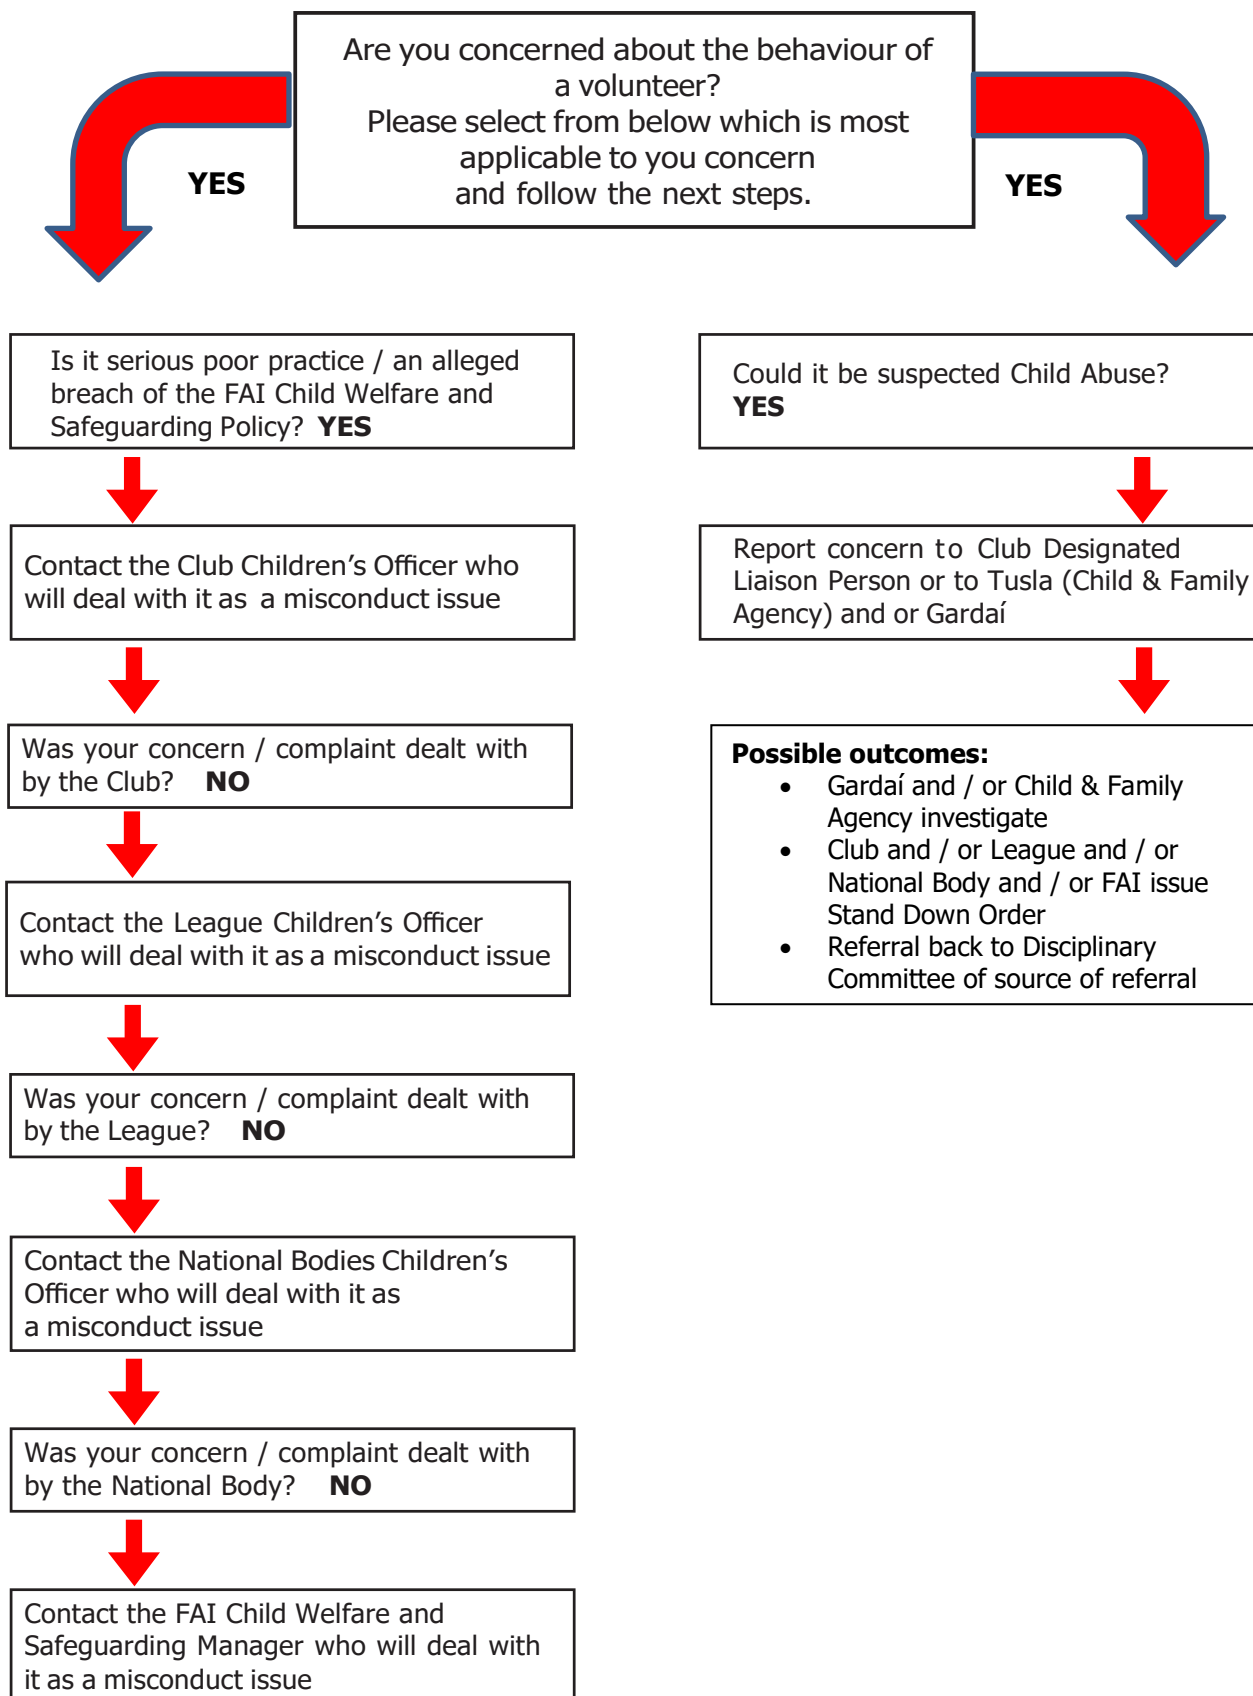 Are you concerned about the behaviour of
a volunteer?
Please select from below which is most
applicable to you concern
and follow the next steps.
YES
YES
Is it serious poor practice / an alleged
breach of the FAI Child Welfare and
Safeguarding Policy? YES
Contact the Club Children's Officer who
will deal with it as a misconduct issue
Was your concern / complaint dealt with
by the Club? NO
Contact the League Children's Officer
who will deal with it as a misconduct issue
Was your concern / complaint dealt with
by the League? NO
Contact the National Bodies Children's
Officer who will deal with it as
a misconduct issue
Was your concern / complaint dealt with
by the National Body? NO
Contact the FAI Child Welfare and
Safeguarding Manager who will deal with
it as a misconduct issue
Could it be suspected Child Abuse?
YES
Report concern to Club Designated
Liaison Person or to Tusla (Child & Family
Agency) and or Gardaí
Possible outcomes:
• Gardaí and / or Child & Family
Agency investigate
• Club and / or League and / or
National Body and / or FAI issue
Stand Down Order
• Referral back to Disciplinary
Committee of source of referral